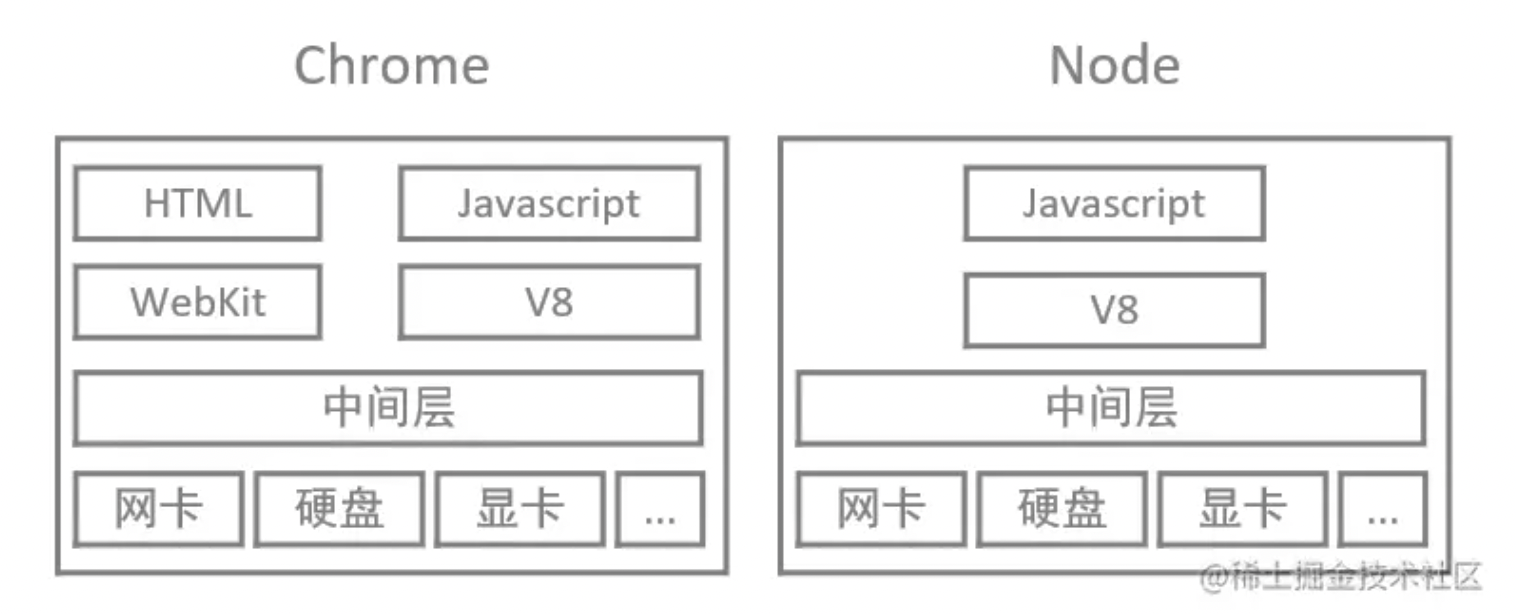 Chrome
Node
HTML
Javascript
WebKit
V8
中间层
网卡
硬盘
显卡
...
Javascript
V8
中间层
网卡
硬盘
显卡
...
@稀土掘金技术社区